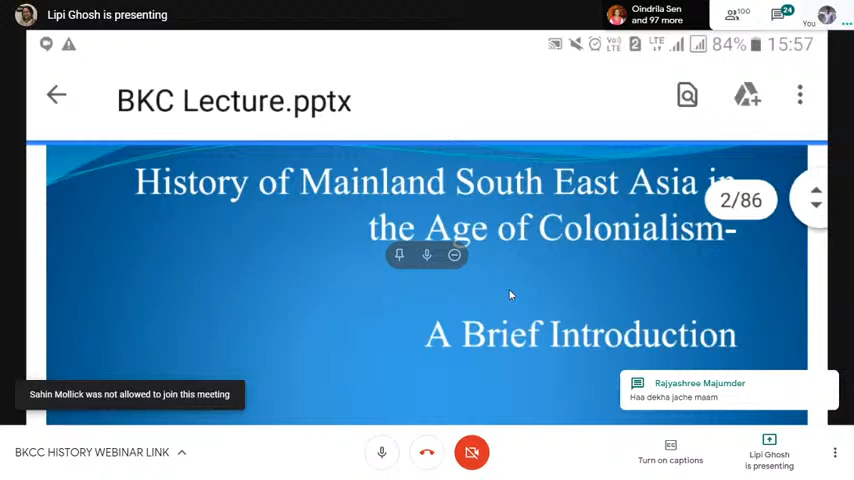 Lipi Ghosh is presenting
Oindrila Sen
and 97 more
100
24
You
84% 15:57
BKC Lecture.pptx
History of Mainland South East Asia in
2/86
the Age of Colonialism-
A Brief Introduction
Sahin Mollick was not allowed to join this meeting
Rajyashree Majumder
Haa dekha jache maam
BKCC HISTORY WEBINAR LINK
Turn on captions
Lipi Ghosh
is presenting